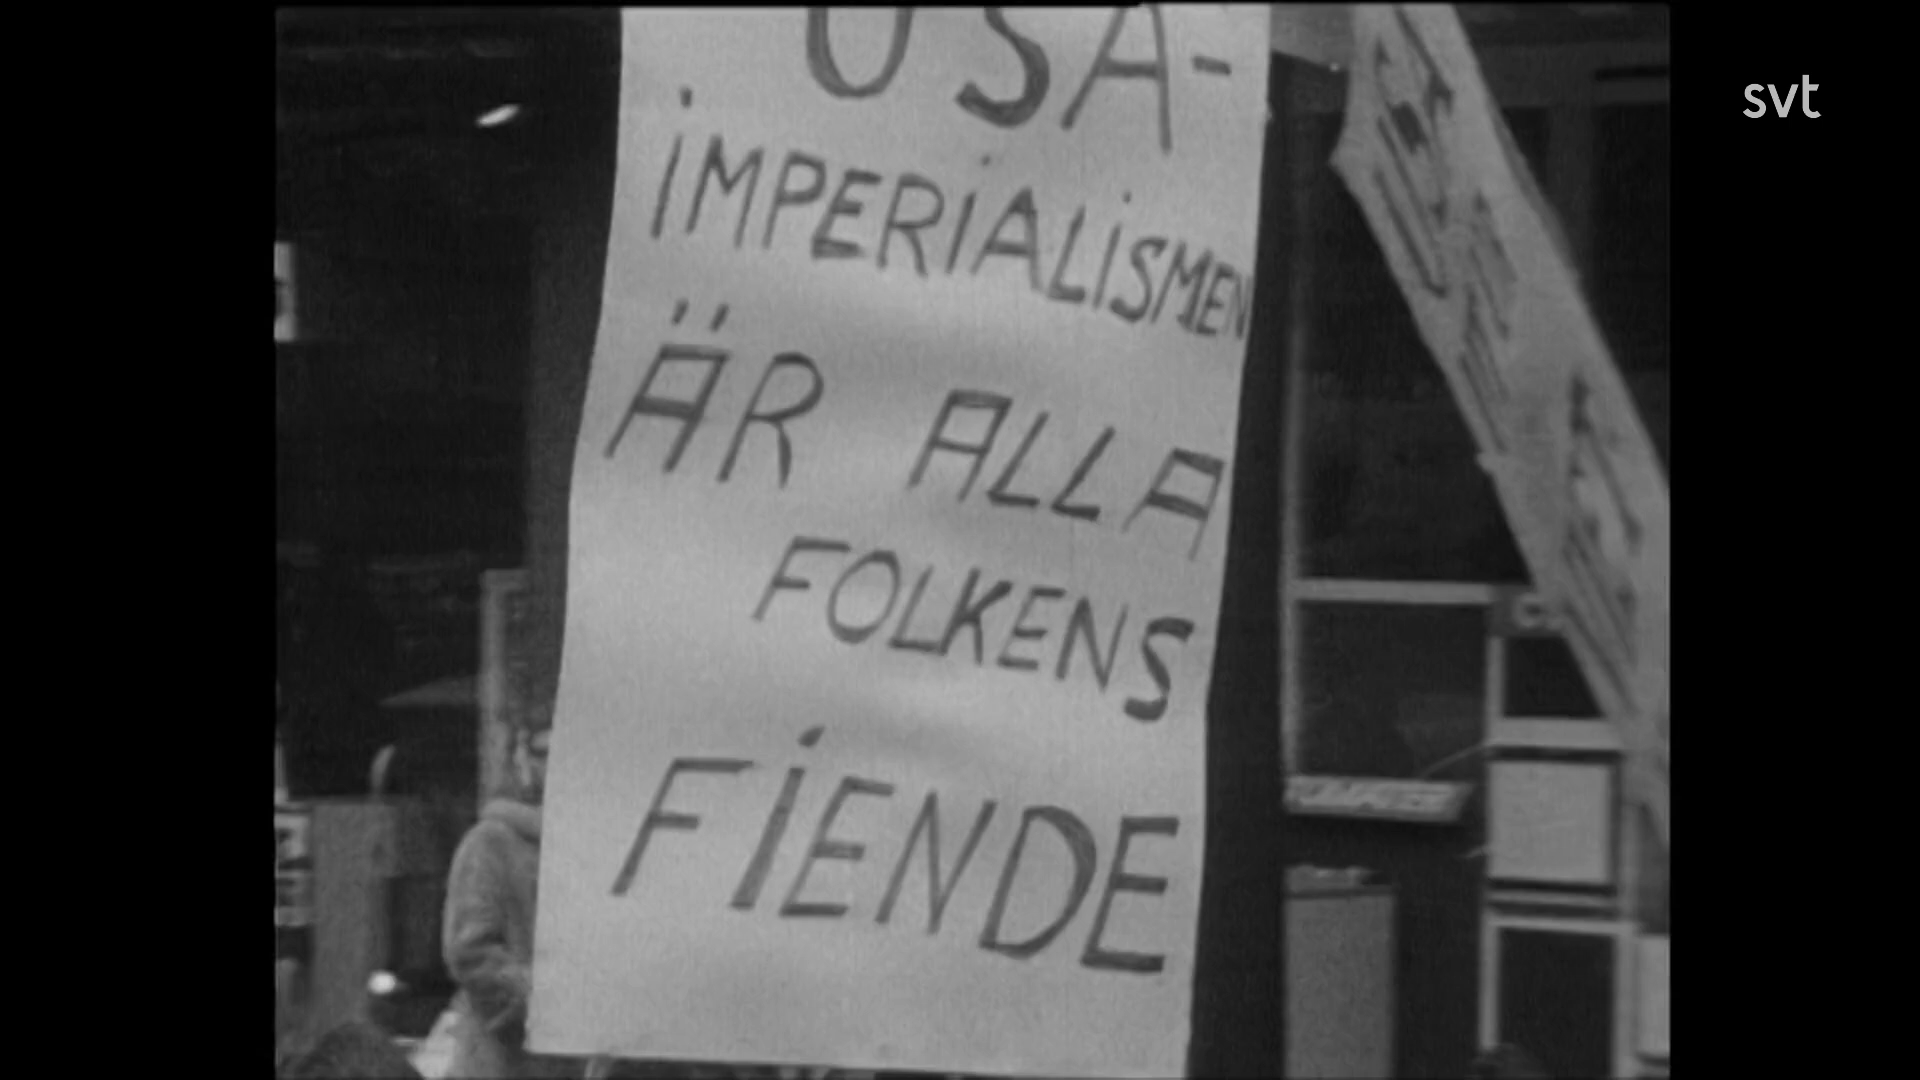 USA-
IMPERIALISMEN
ÄR ALLA
FOLKENS
FIENDE
svt